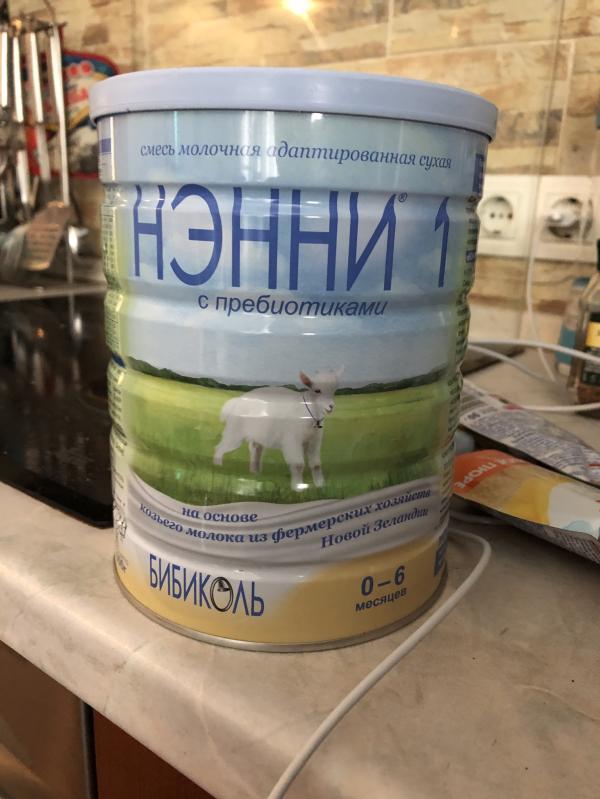 смесь молочная адаптированная сухая
НЭННИ® 1
с пребиотиками
на основе
козьего молока из фермерских хозяйств
Новой Зеландии
БИБИКОЛЬ
0–6
месяцев